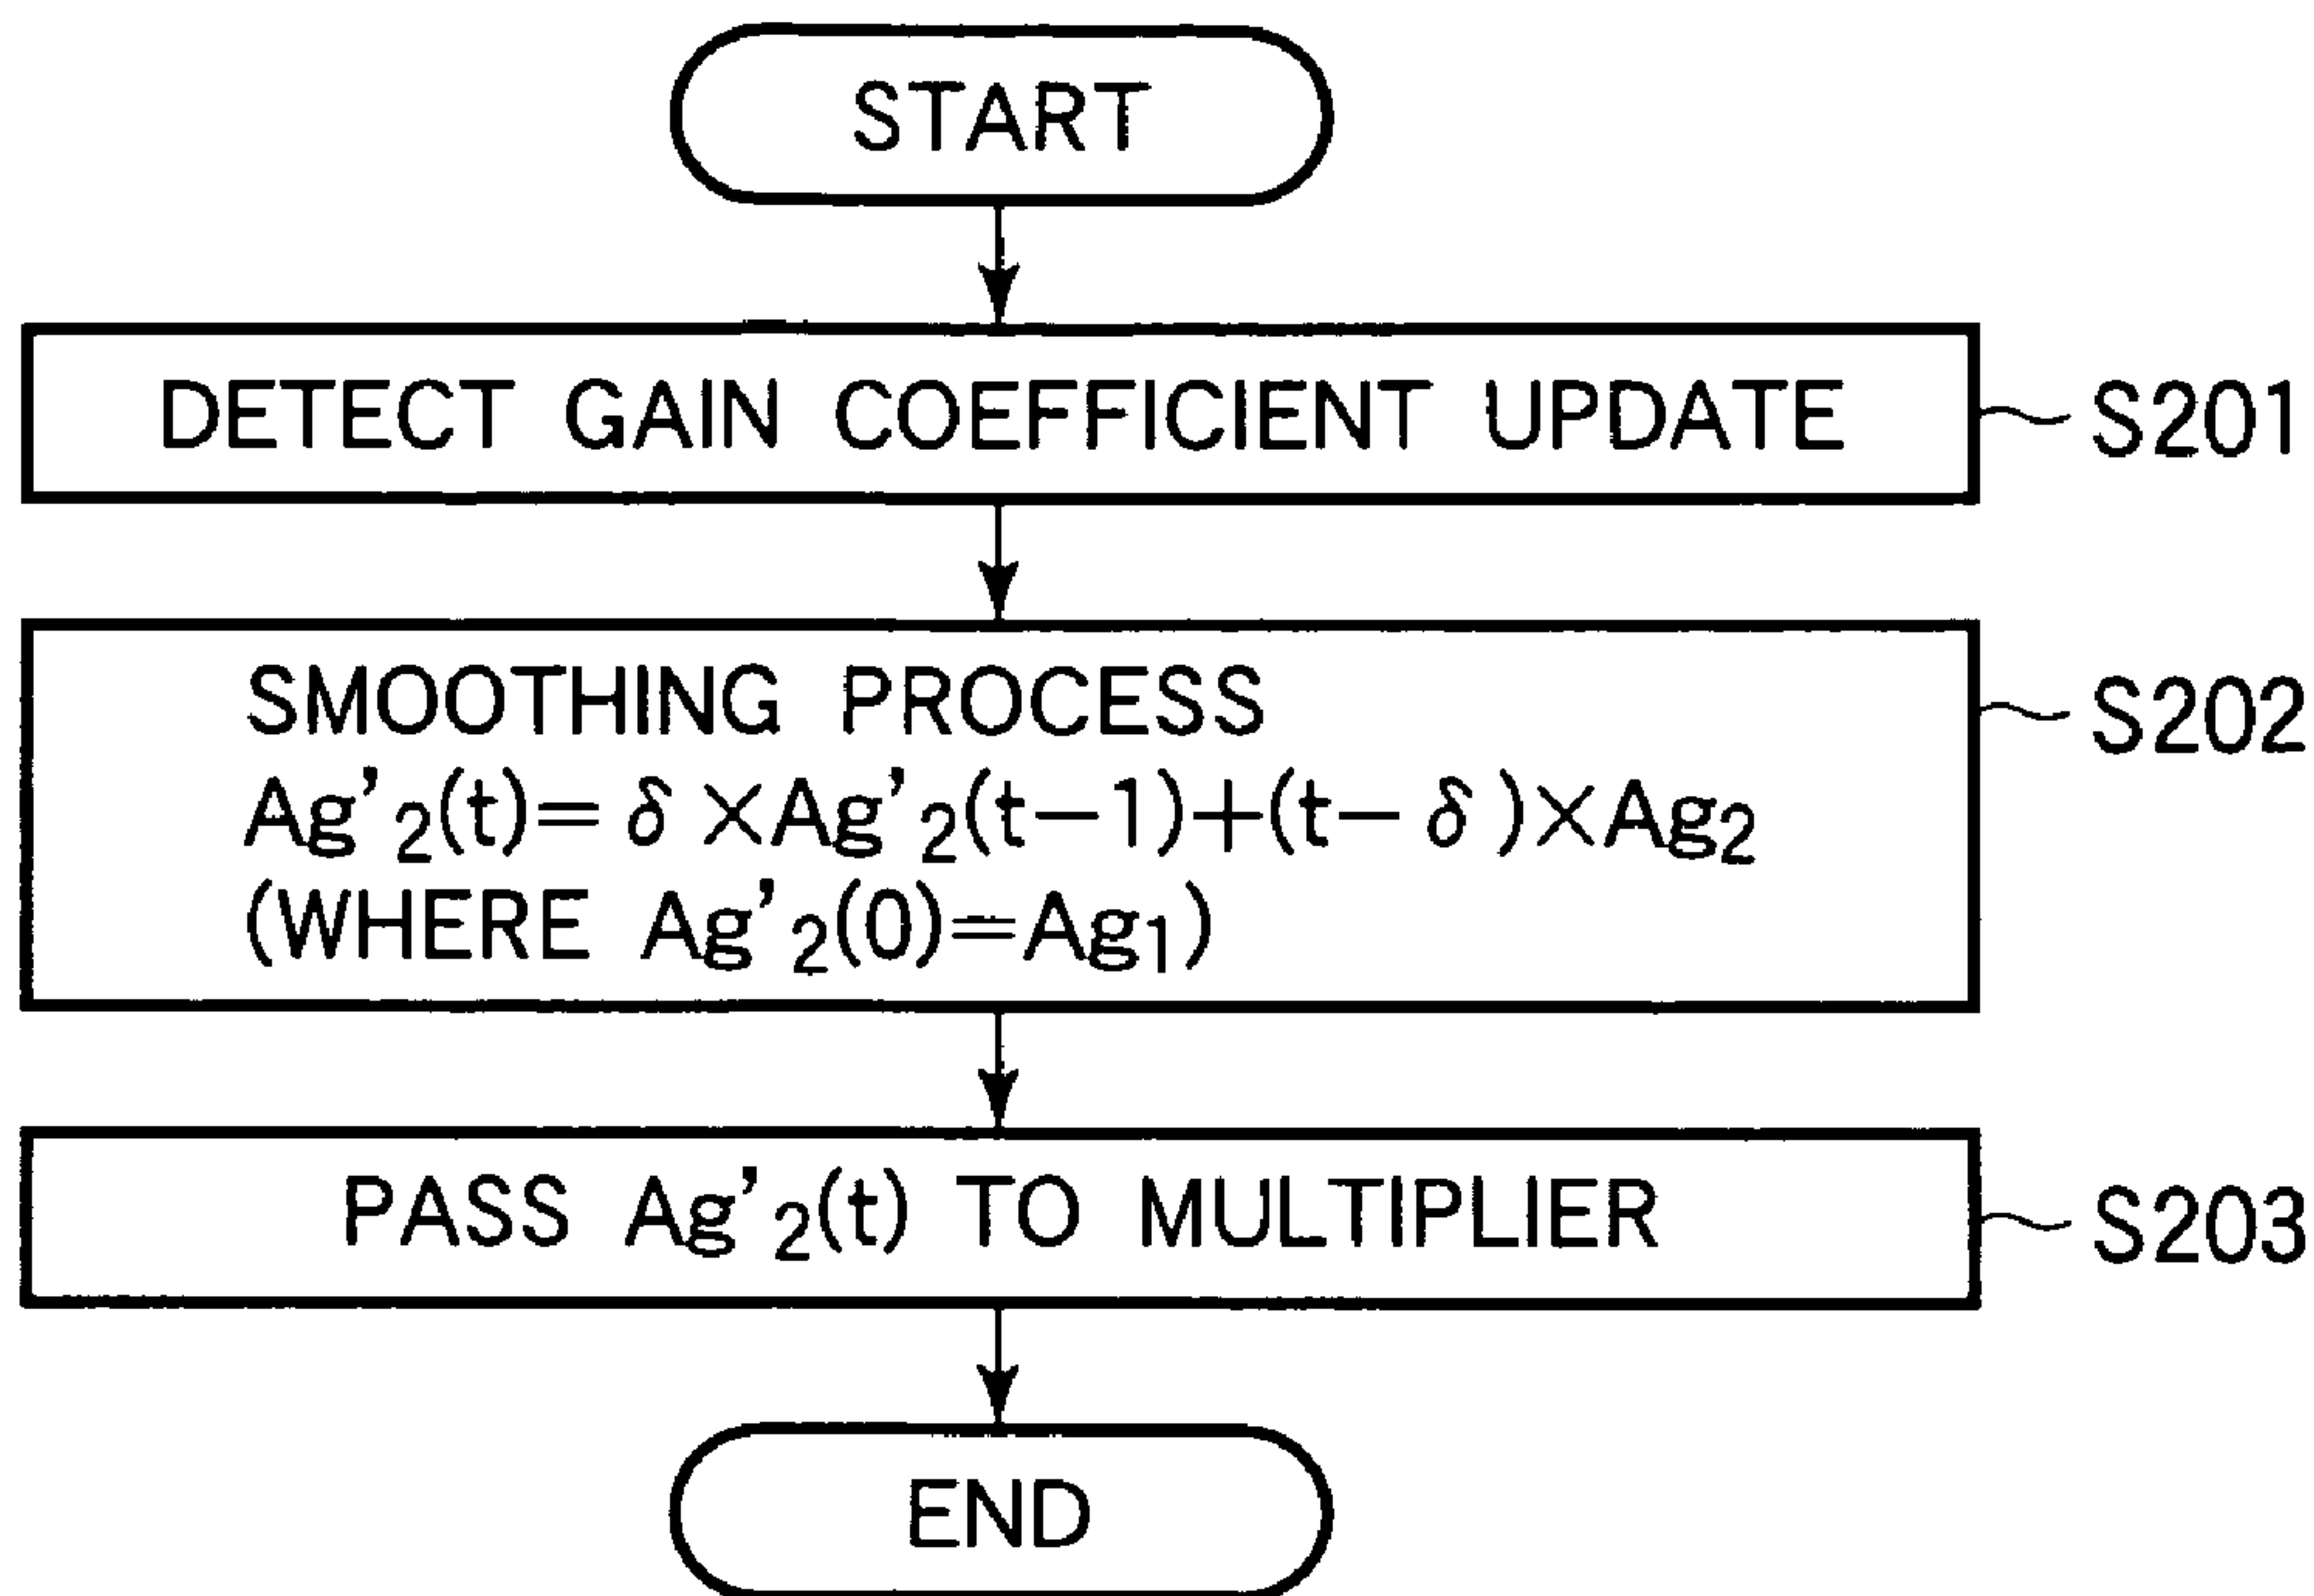 START
DETECT GAIN COEFFICIENT UPDATE
S201
SMOOTHING PROCESS
S202
Ag'₂(t)= δ ×Ag'₂(t−1)+(t− δ )×Ag₂
(WHERE Ag'₂(0)=Ag₁)
PASS Ag'₂(t) TO MULTIPLIER
S203
END